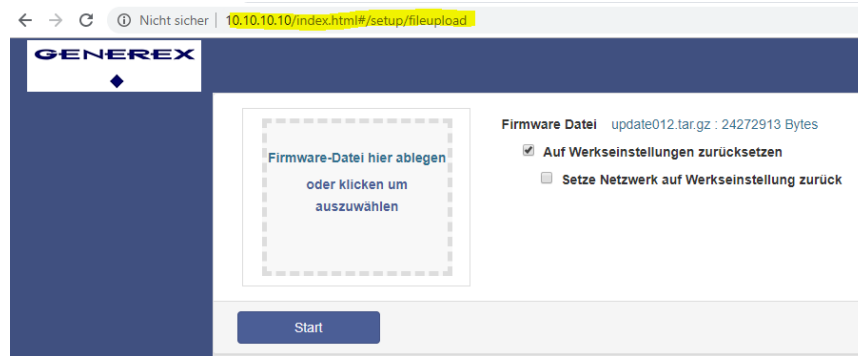 Nicht sicher | 10.10.10.10/index.html#/setup/fileupload
GENEREX
Firmware-Datei hier ablegen
oder klicken um
auszuwählen
Firmware Datei update012.tar.gz : 24272913 Bytes
Auf Werkseinstellungen zurücksetzen
Setze Netzwerk auf Werkseinstellung zurück
Start